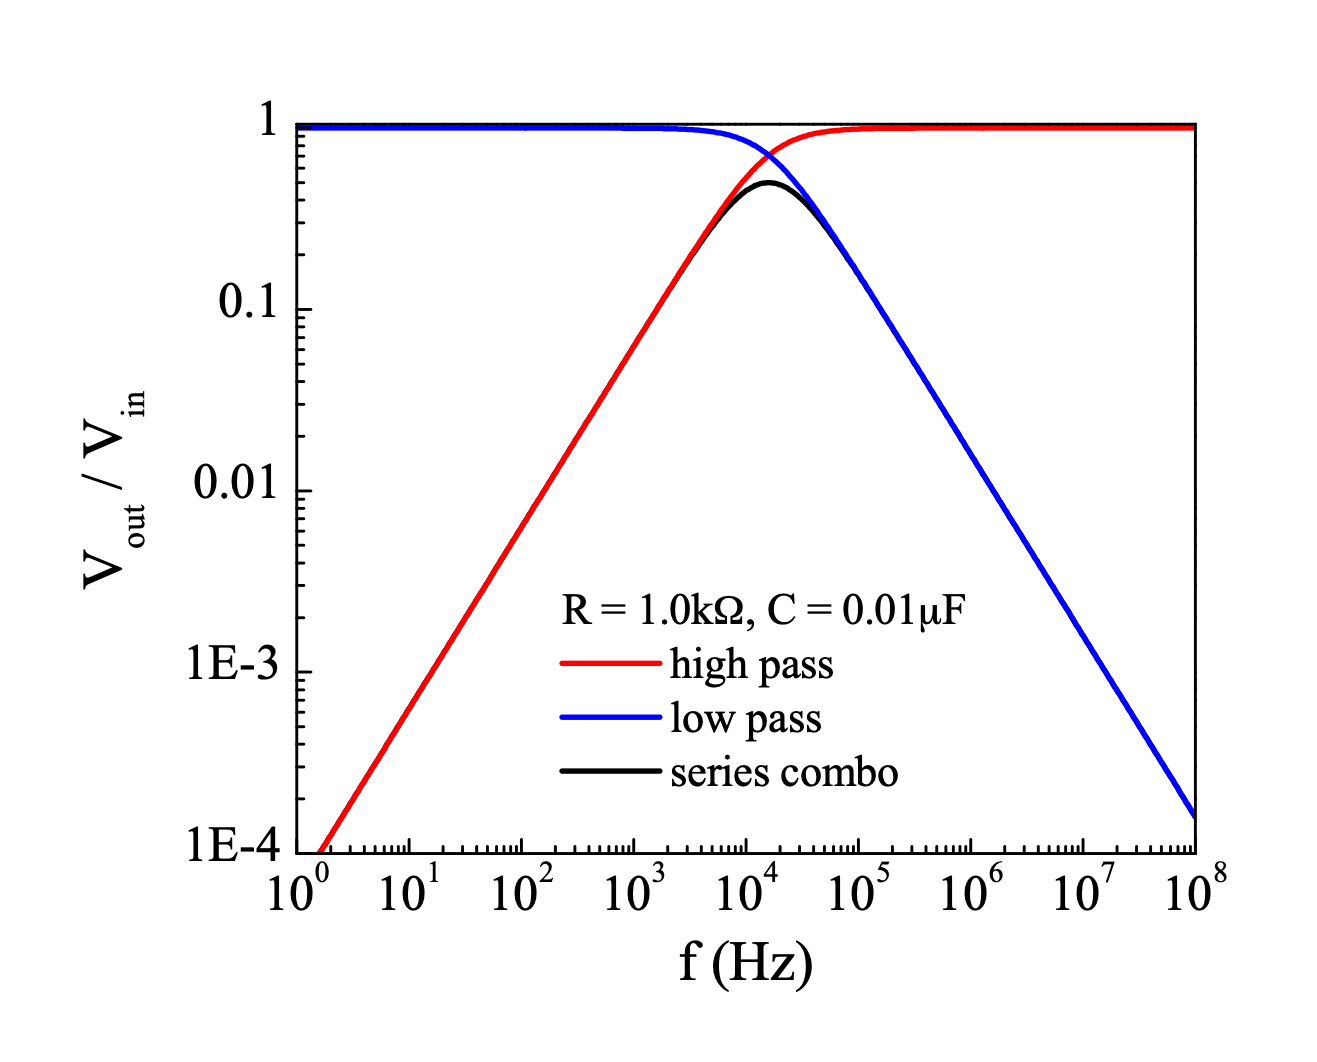 1
0.1
0.01
1E-3
1E-4
V_out / V_in
R = 1.0kΩ, C = 0.01μF
high pass
low pass
series combo
10^0 10^1 10^2 10^3 10^4 10^5 10^6 10^7 10^8
f (Hz)